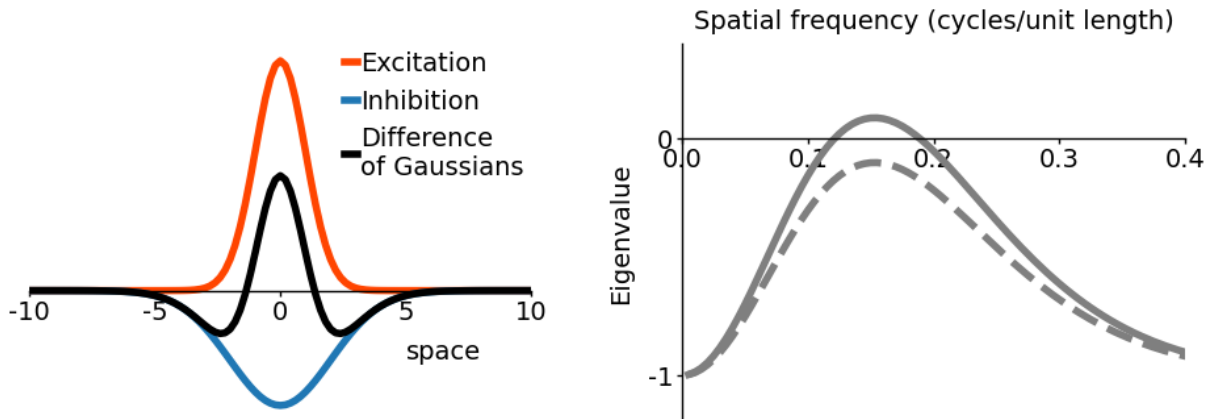 Excitation
Inhibition
Difference
of Gaussians
-10
-5
0
5
10
space
Spatial frequency (cycles/unit length)
0
0.0
0.1
0.2
0.3
0.4
Eigenvalue
-1